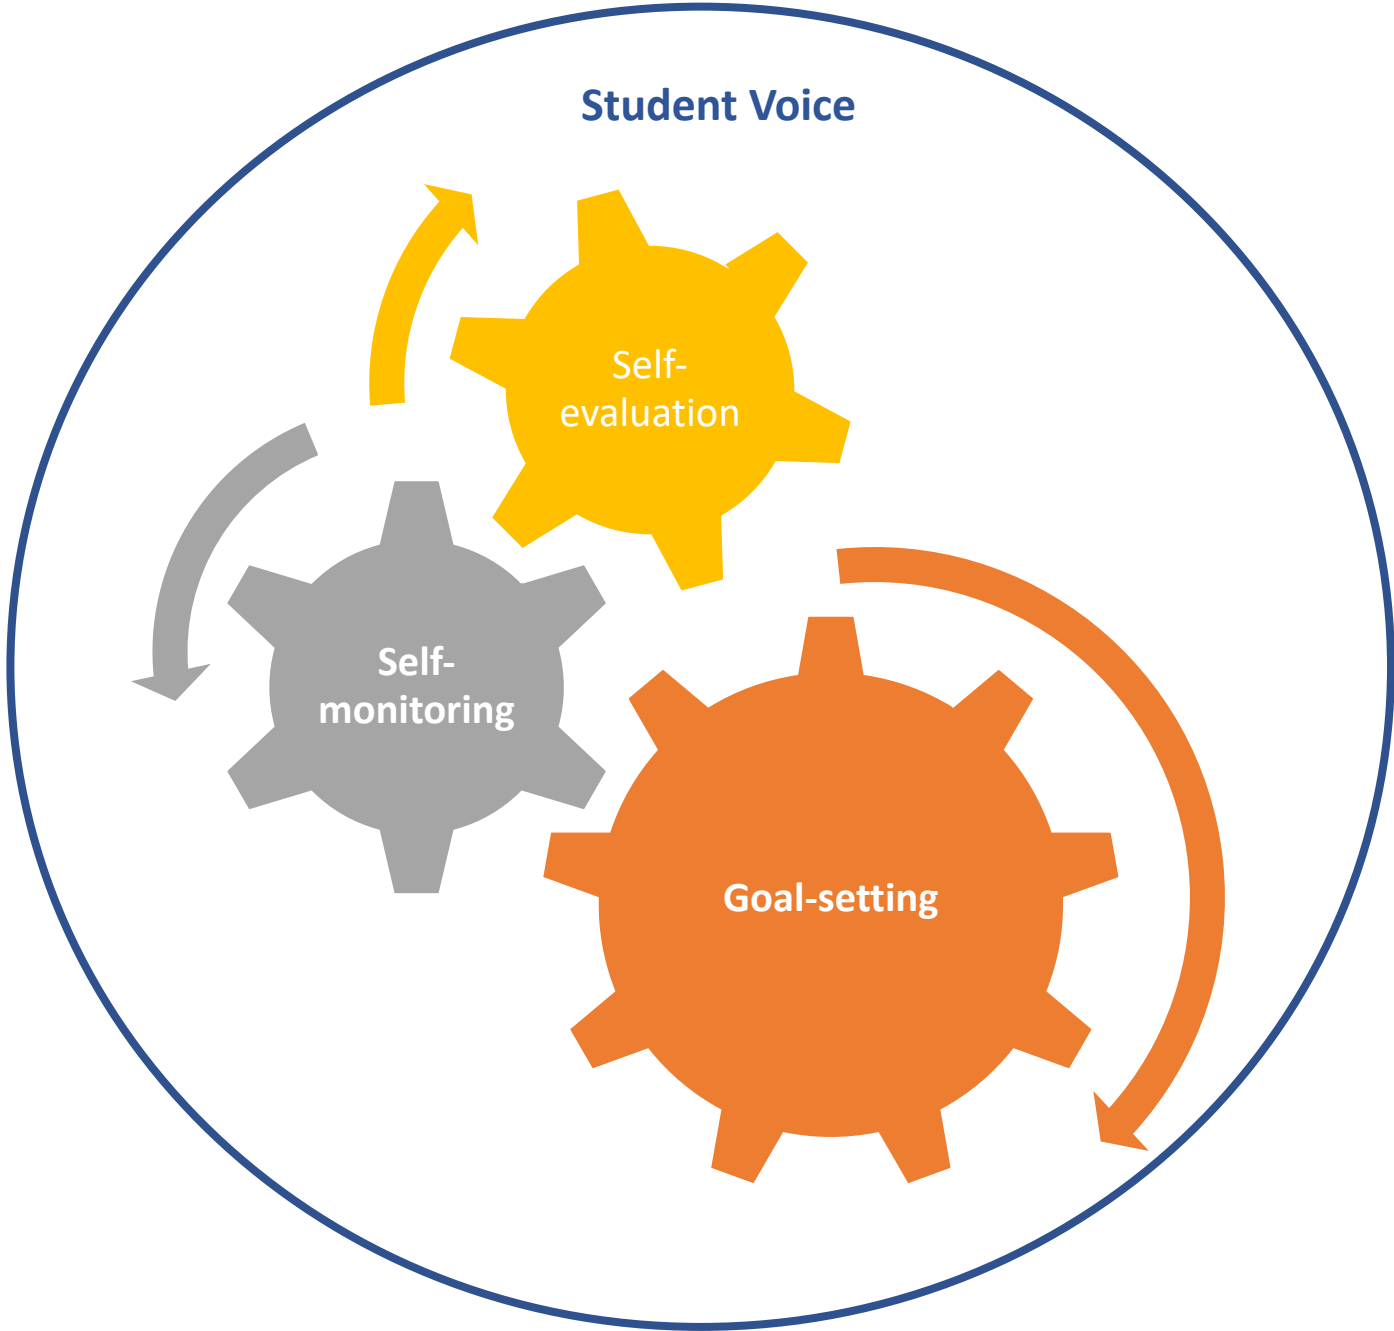 Student Voice
Self-
evaluation
Self-
monitoring
Goal-setting